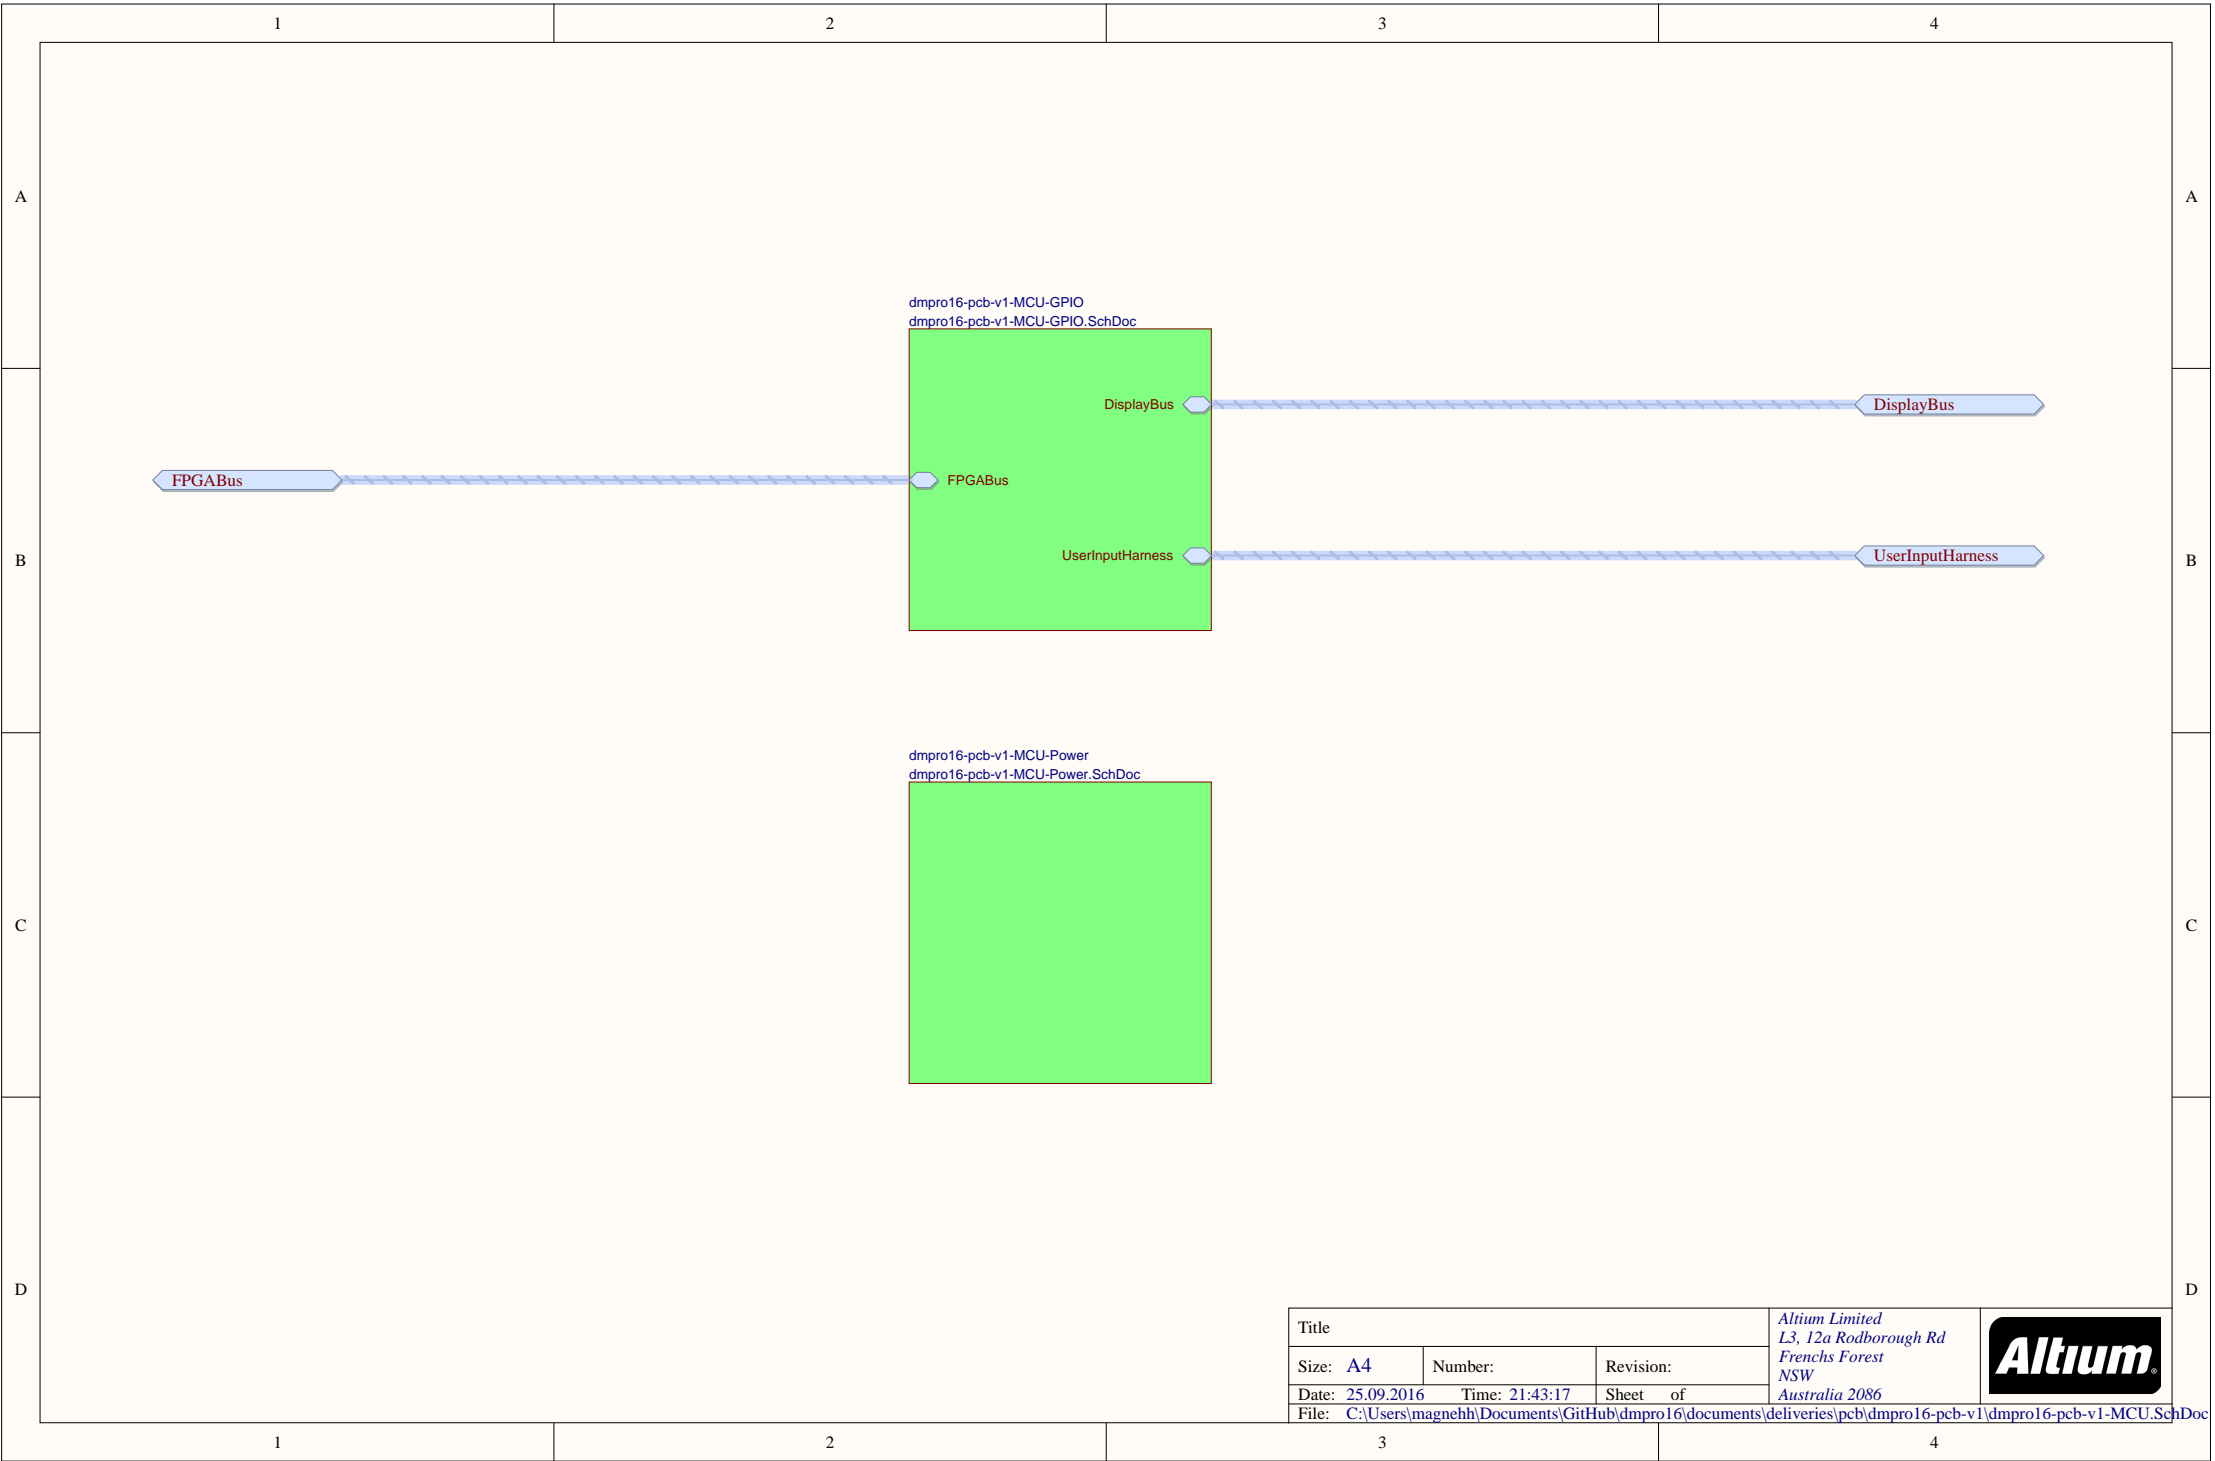 1 2 3 4
A A
dmpro16-pcb-v1-MCU-GPIO
dmpro16-pcb-v1-MCU-GPIO.SchDoc
DisplayBus DisplayBus
FPGABus FPGABus
UserInputHarness UserInputHarness
B B
dmpro16-pcb-v1-MCU-Power
dmpro16-pcb-v1-MCU-Power.SchDoc
C C
D D
Title
Size: A4 Number: Revision:
Date: 25.09.2016 Time: 21:43:17 Sheet of
File: C:\Users\magnehh\Documents\GitHub\dmpro16\documents\deliveries\pcb\dmpro16-pcb-v1\dmpro16-pcb-v1-MCU.SchDoc
Altium Limited
L3, 12a Rodborough Rd
Frenchs Forest
NSW
Australia 2086
Altium®
1 2 3 4